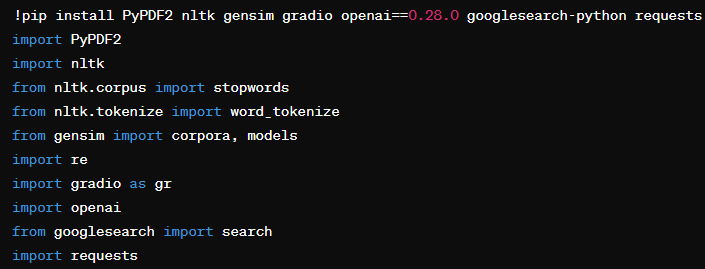 !pip install PyPDF2 nltk gensim gradio openai==0.28.0 googlesearch-python requests
import PyPDF2
import nltk
from nltk.corpus import stopwords
from nltk.tokenize import word_tokenize
from gensim import corpora, models
import re
import gradio as gr
import openai
from googlesearch import search
import requests